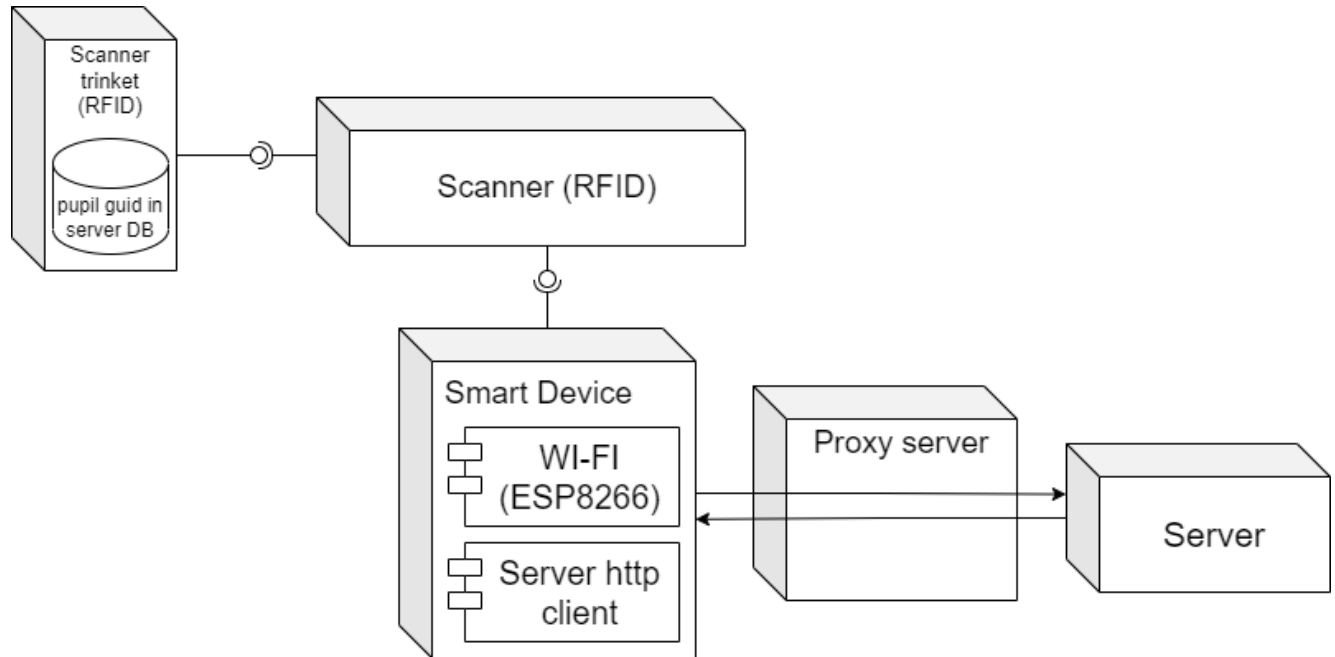 Scanner
trinket
(RFID)
pupil guid in
server DB
Scanner (RFID)
Smart Device
WI-FI
(ESP8266)
Server http
client
Proxy server
Server